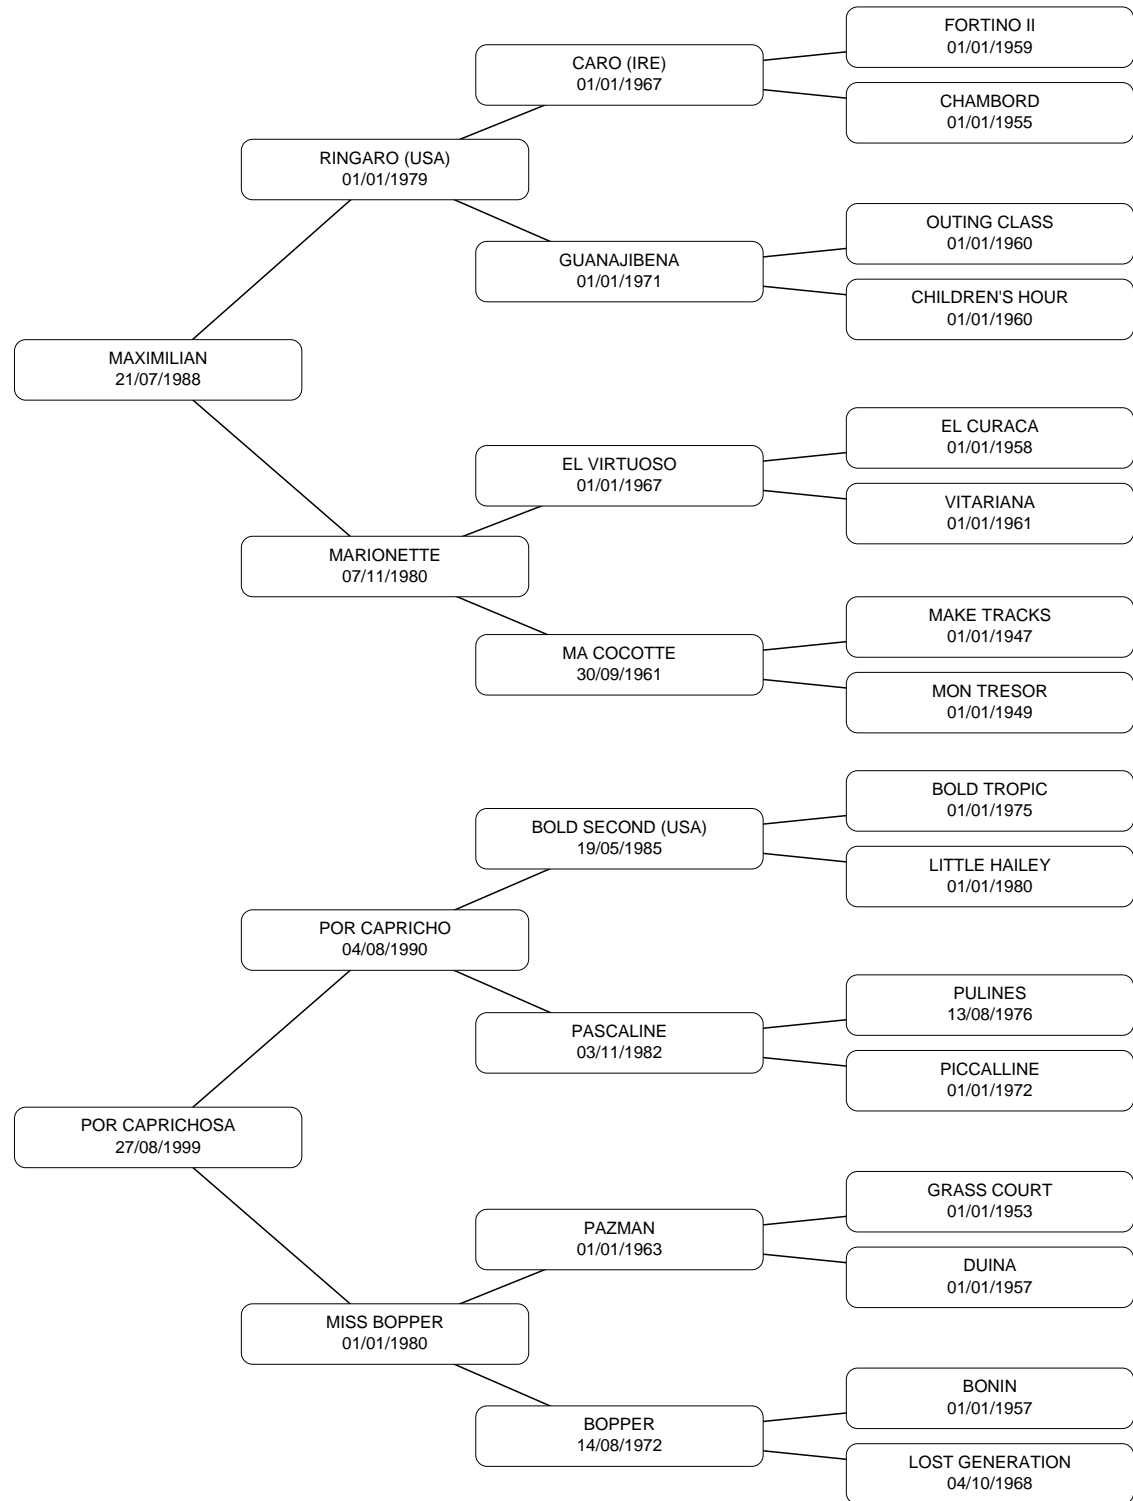 FORTINO II
01/01/1959
CARO (IRE)
01/01/1967
CHAMBORD
01/01/1955
RINGARO (USA)
01/01/1979
OUTING CLASS
01/01/1960
GUANAJIBENA
01/01/1971
CHILDREN'S HOUR
01/01/1960
MAXIMILIAN
21/07/1988
EL CURACA
01/01/1958
EL VIRTUOSO
01/01/1967
VITARIANA
01/01/1961
MARIONETTE
07/11/1980
MAKE TRACKS
01/01/1947
MA COCOTTE
30/09/1961
MON TRESOR
01/01/1949
BOLD TROPIC
01/01/1975
BOLD SECOND (USA)
19/05/1985
LITTLE HAILEY
01/01/1980
POR CAPRICHO
04/08/1990
PULINES
13/08/1976
PASCALINE
03/11/1982
PICCALLINE
01/01/1972
POR CAPRICHOSA
27/08/1999
GRASS COURT
01/01/1953
PAZMAN
01/01/1963
DUINA
01/01/1957
MISS BOPPER
01/01/1980
BONIN
01/01/1957
BOPPER
14/08/1972
LOST GENERATION
04/10/1968